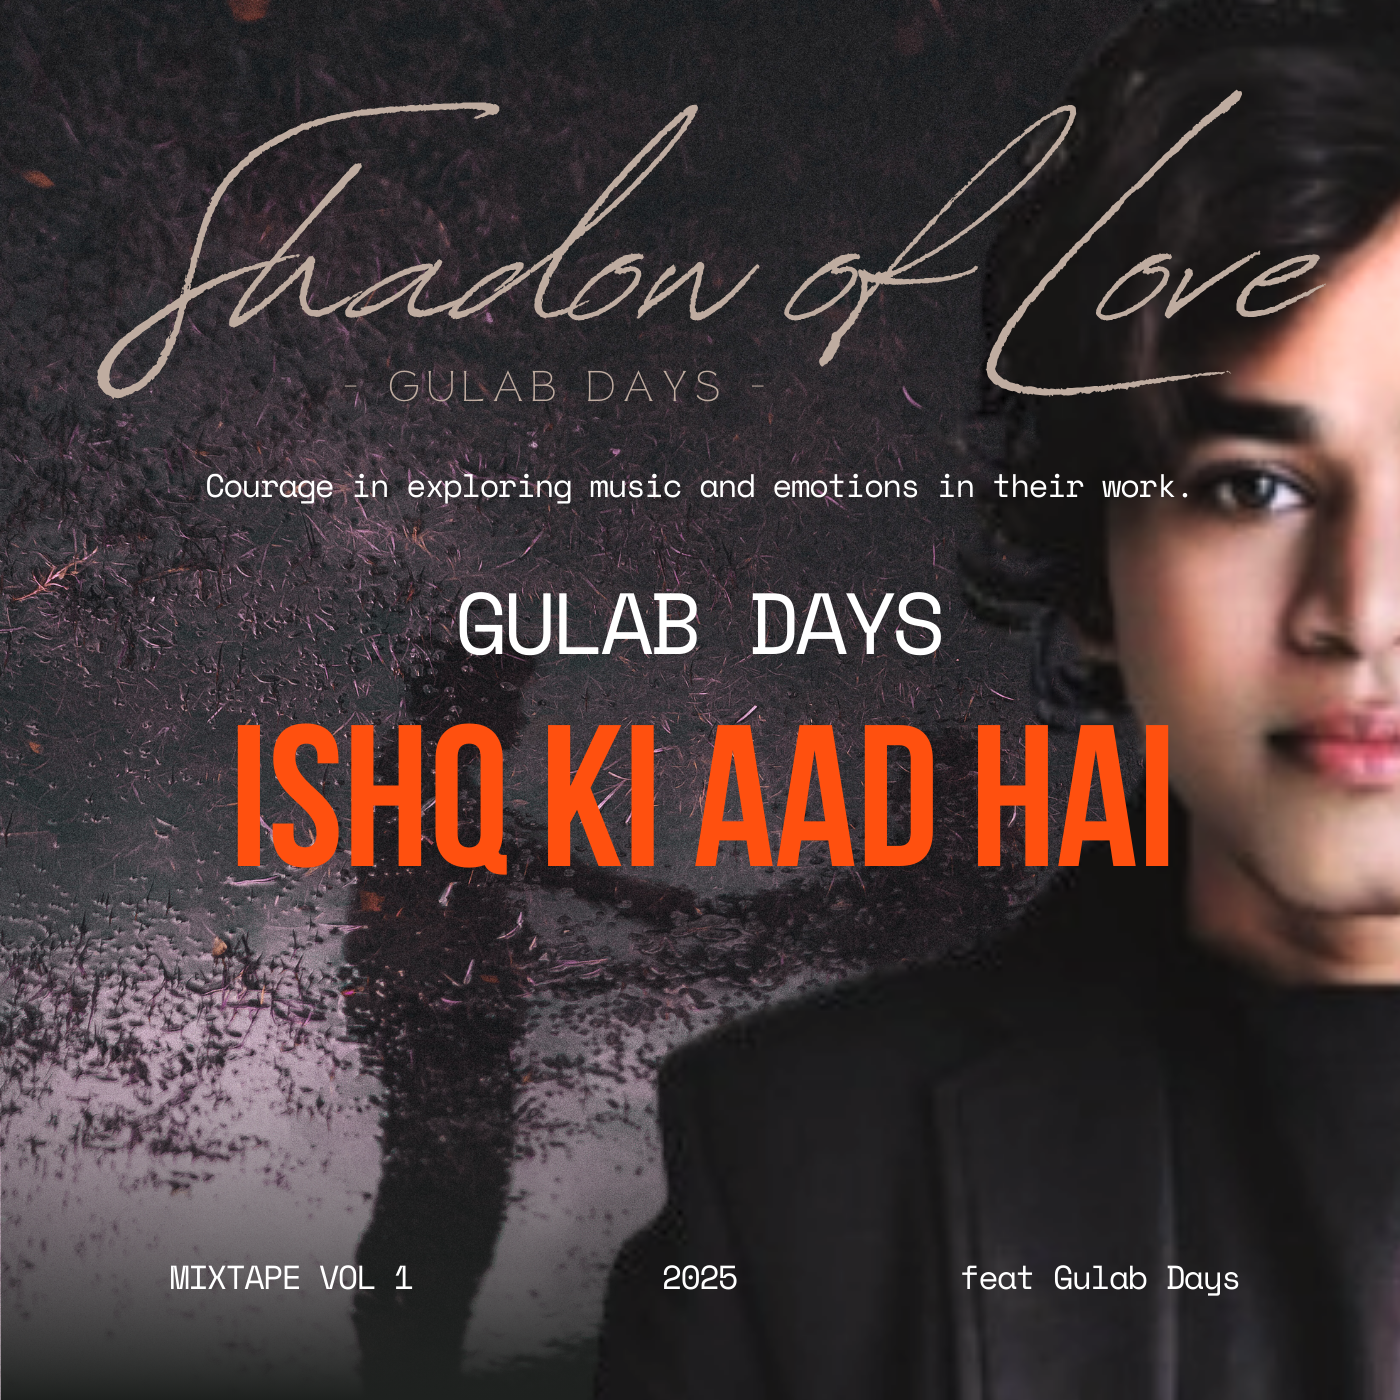 Shadow of Love
- GULAB DAYS -
Courage in exploring music and emotions in their work.
GULAB DAYS
ISHQ KI AAD HAI
MIXTAPE VOL 1 2025 feat Gulab Days